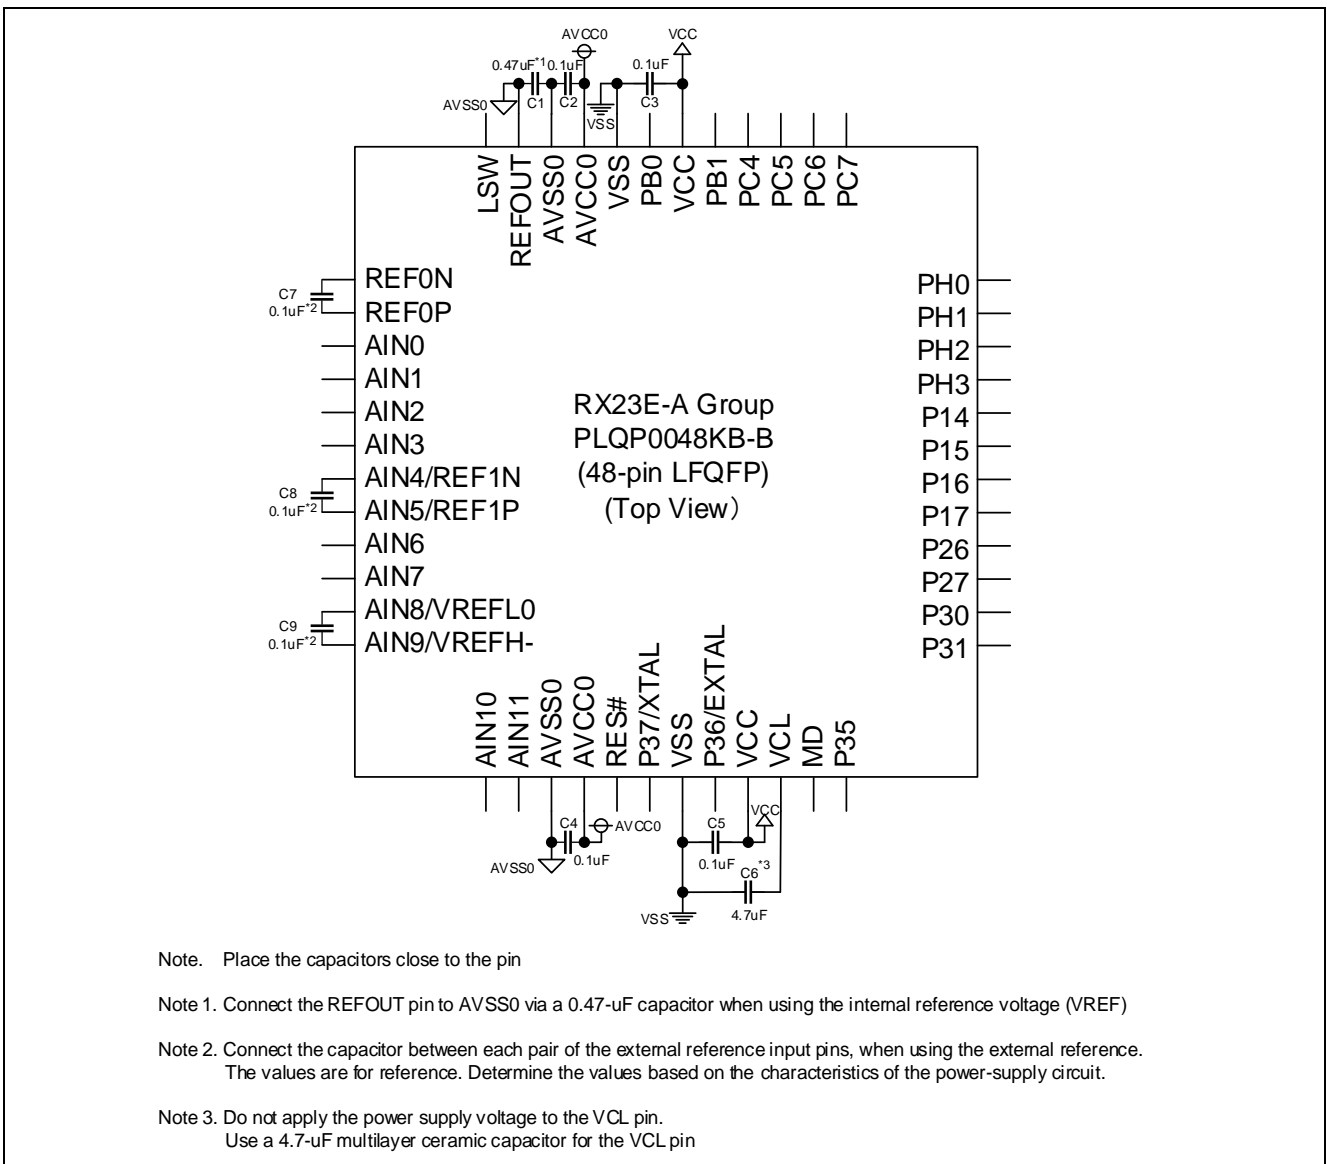 AVCC0
VCC
0.47uF*1 0.1uF
0.1uF
AVSS0
C1
C2
VSS
C3
LSW
REFOUT
AVSS0
AVCC0
VSS
PB0
VCC
PB1
PC4
PC5
PC6
PC7
C7
0.1uF*2
REF0N
REF0P
AIN0
AIN1
AIN2
AIN3
C8
0.1uF*2
AIN4/REF1N
AIN5/REF1P
AIN6
AIN7
C9
0.1uF*2
AIN8/VREFL0
AIN9/VREFH-
RX23E-A Group
PLQP0048KB-B
(48-pin LFQFP)
(Top View）
PH0
PH1
PH2
PH3
P14
P15
P16
P17
P26
P27
P30
P31
AIN10
AIN11
AVSS0
AVCC0
RES#
P37/XTAL
VSS
P36/EXTAL
VCC
VCL
MD
P35
C4
AVCC0
0.1uF
AVSS0
C5
VCC
0.1uF
C6*3
4.7uF
VSS
Note. Place the capacitors close to the pin
Note 1. Connect the REFOUT pin to AVSS0 via a 0.47-uF capacitor when using the internal reference voltage (VREF)
Note 2. Connect the capacitor between each pair of the external reference input pins, when using the external reference.
The values are for reference. Determine the values based on the characteristics of the power-supply circuit.
Note 3. Do not apply the power supply voltage to the VCL pin.
Use a 4.7-uF multilayer ceramic capacitor for the VCL pin